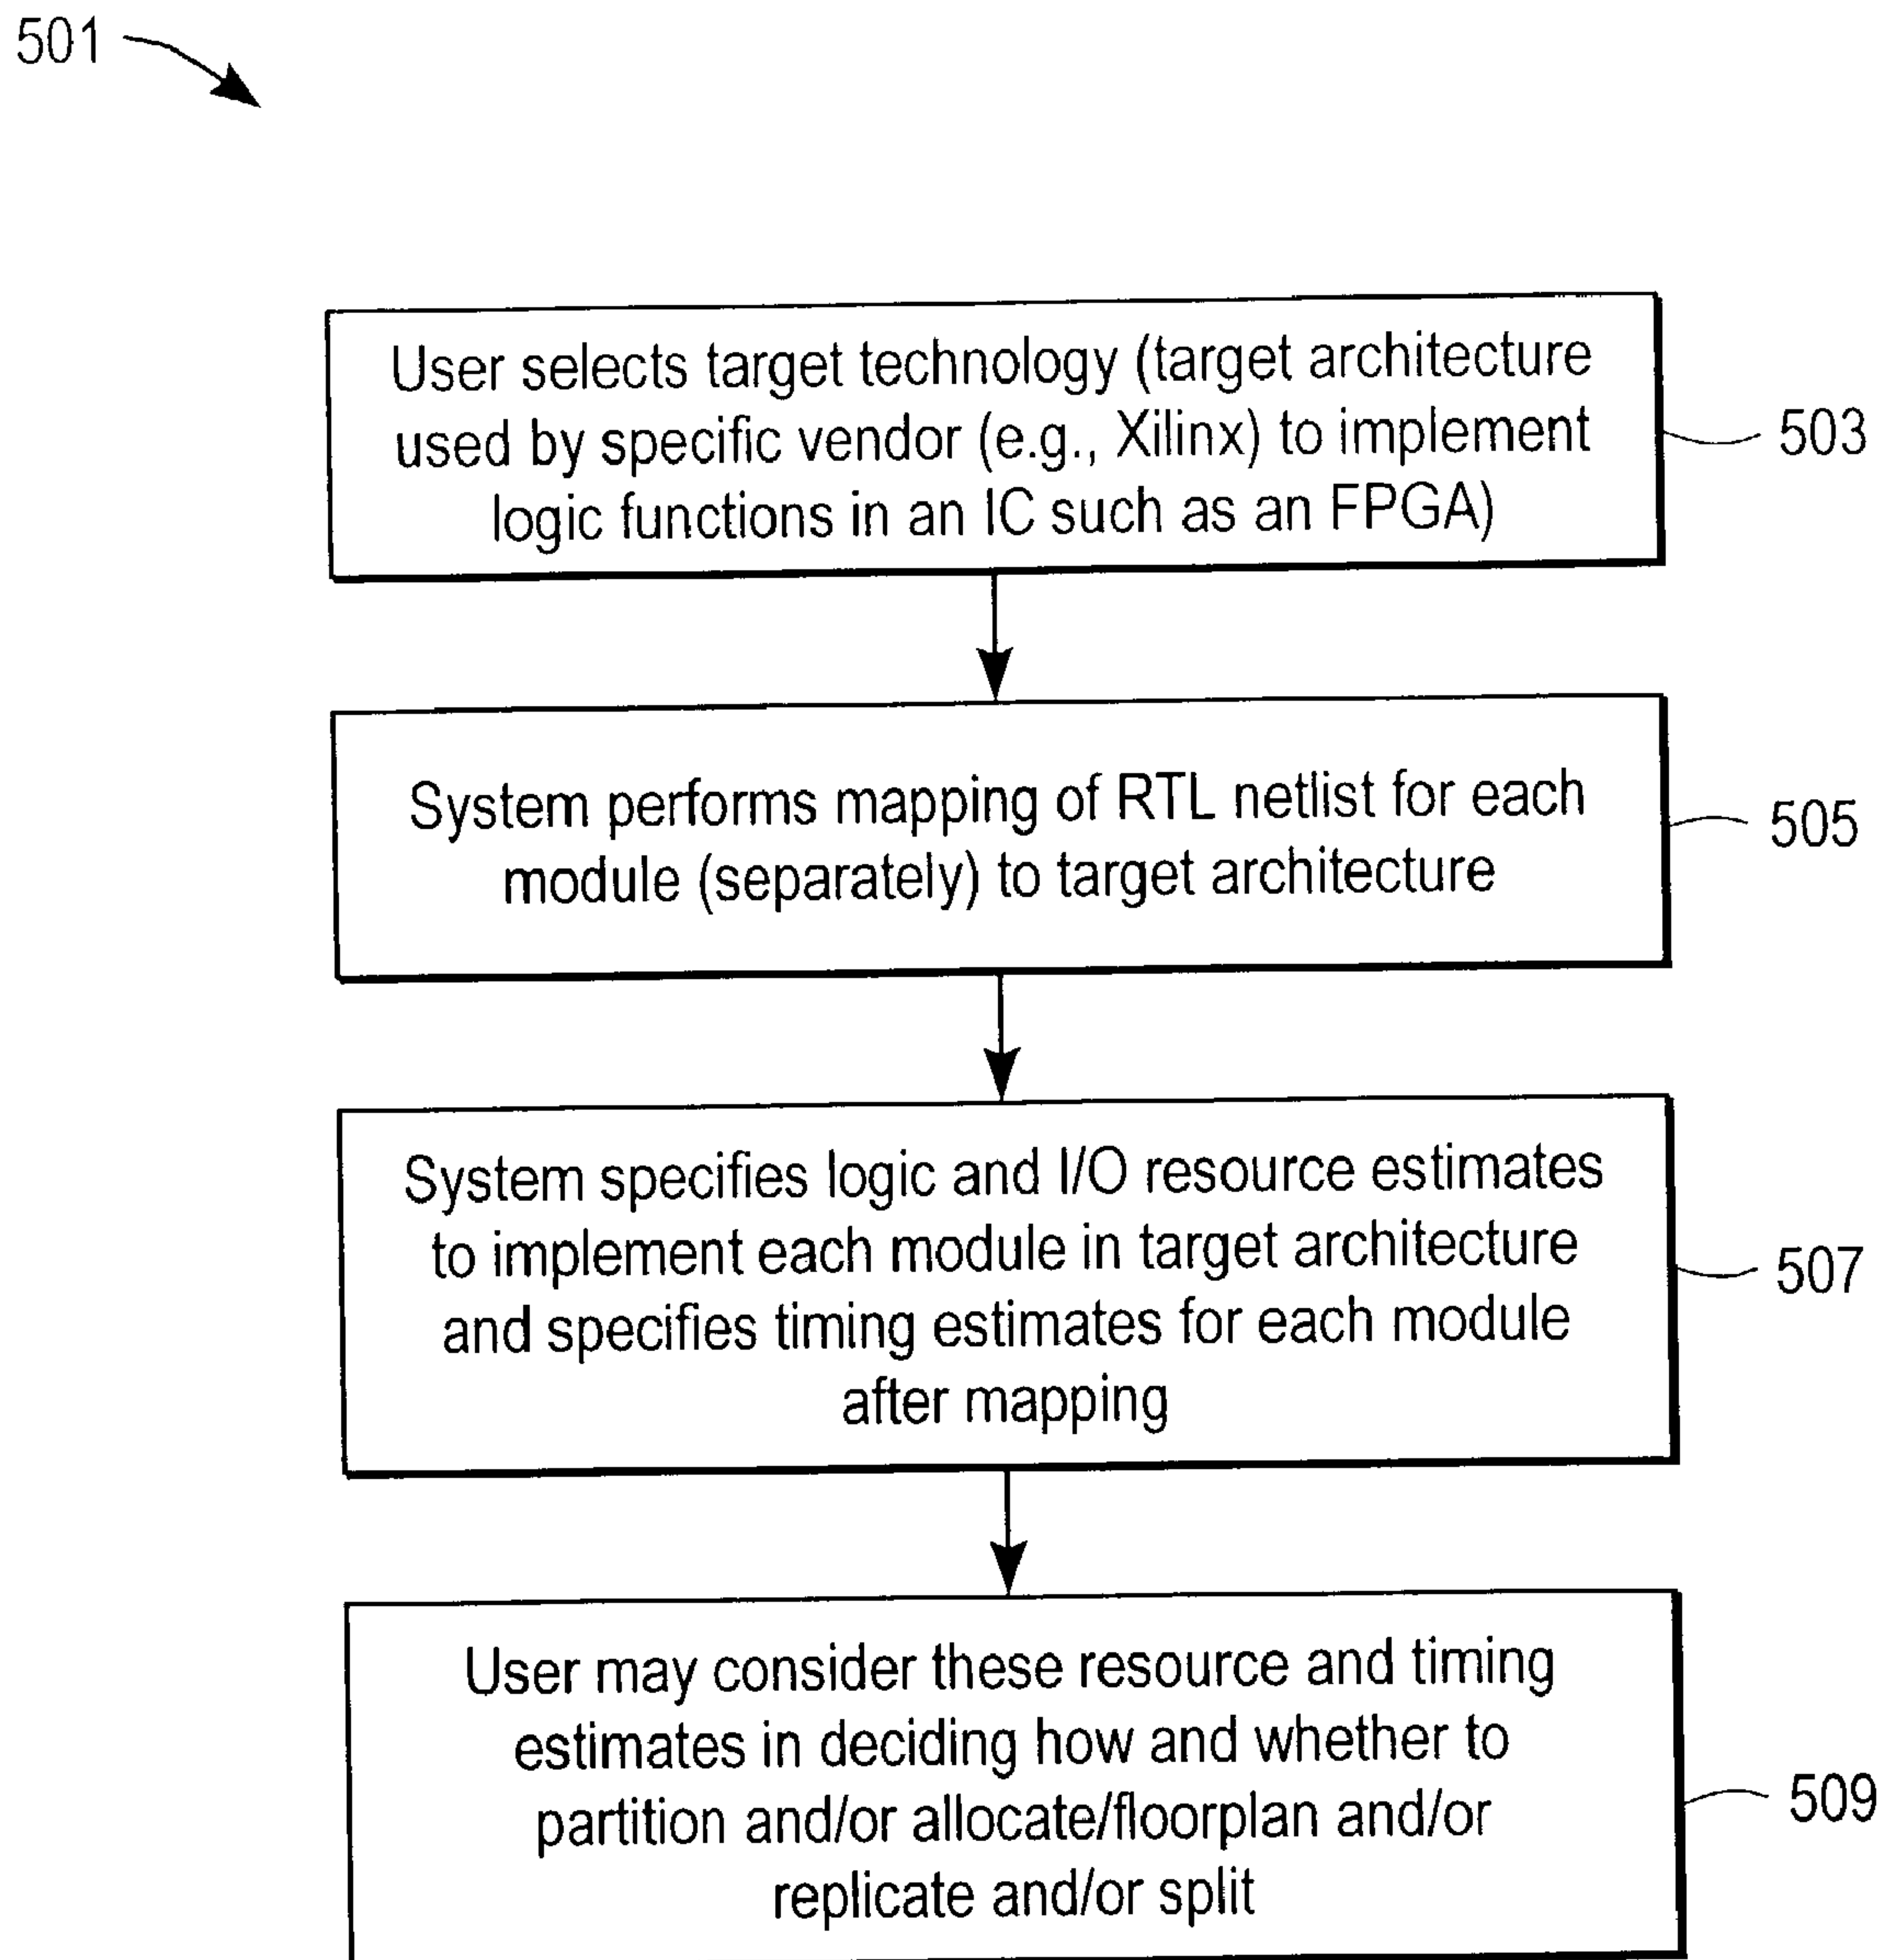 501
User selects target technology (target architecture
used by specific vendor (e.g., Xilinx) to implement
logic functions in an IC such as an FPGA)
503
System performs mapping of RTL netlist for each
module (separately) to target architecture
505
System specifies logic and I/O resource estimates
to implement each module in target architecture
and specifies timing estimates for each module
after mapping
507
User may consider these resource and timing
estimates in deciding how and whether to
partition and/or allocate/floorplan and/or
replicate and/or split
509